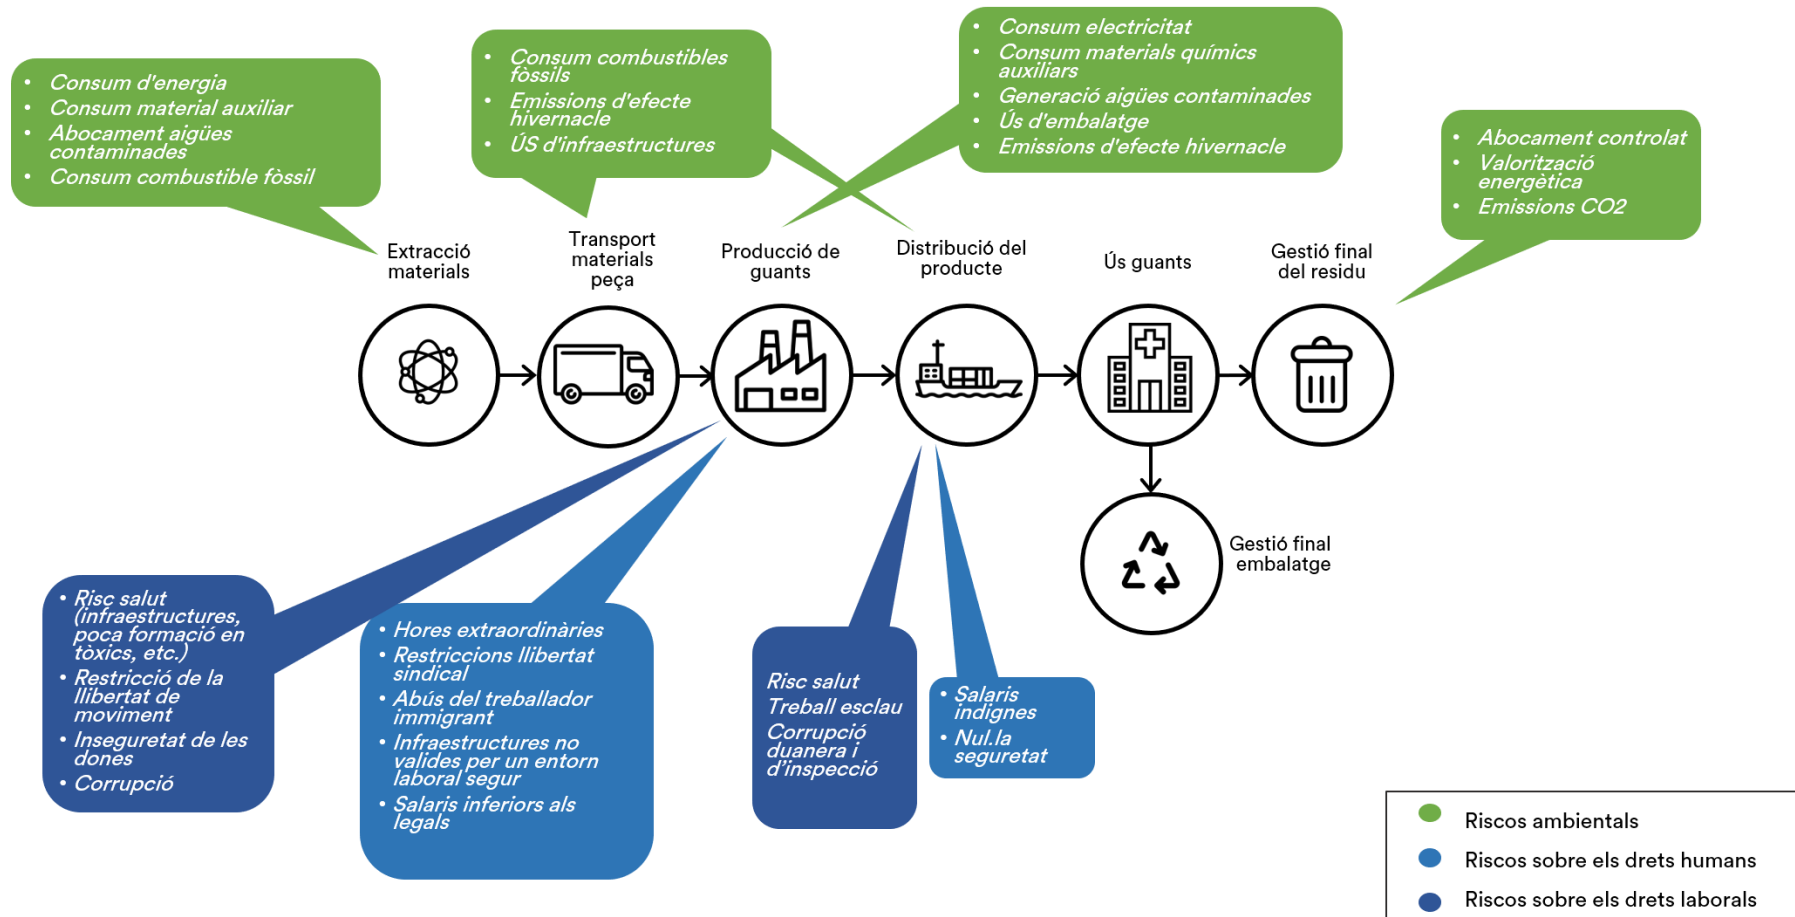 • Consum d'energia
• Consum material auxiliar
• Abocament aigües
contaminades
• Consum combustible fòssil
• Consum combustibles
fòssils
• Emissions d'efecte
hivernacle
• ÚS d'infraestructures
• Consum electricitat
• Consum materials químics
auxiliars
• Generació aigües contaminades
• Ús d'embalatge
• Emissions d'efecte hivernacle
• Abocament controlat
• Valorització
energètica
• Emissions CO2
Extracció
materials
Transport
materials
peça
Producció de
guants
Distribució del
producte
Ús guants
Gestió final
del residu
Gestió final
embalatge
• Risc salut
(infraestructures,
poca formació en
tòxics, etc.)
• Restricció de la
llibertat de
moviment
• Inseguretat de les
dones
• Corrupció
• Hores extraordinàries
• Restriccions llibertat
sindical
• Abús del treballador
immigrant
• Infraestructures no
valides per un entorn
laboral segur
• Salaris inferiors als
legals
Risc salut
Treball esclau
Corrupció
duanera i
d’inspecció
• Salaris
indignes
• Nul.la
seguretat
Riscos ambientals
Riscos sobre els drets humans
Riscos sobre els drets laborals